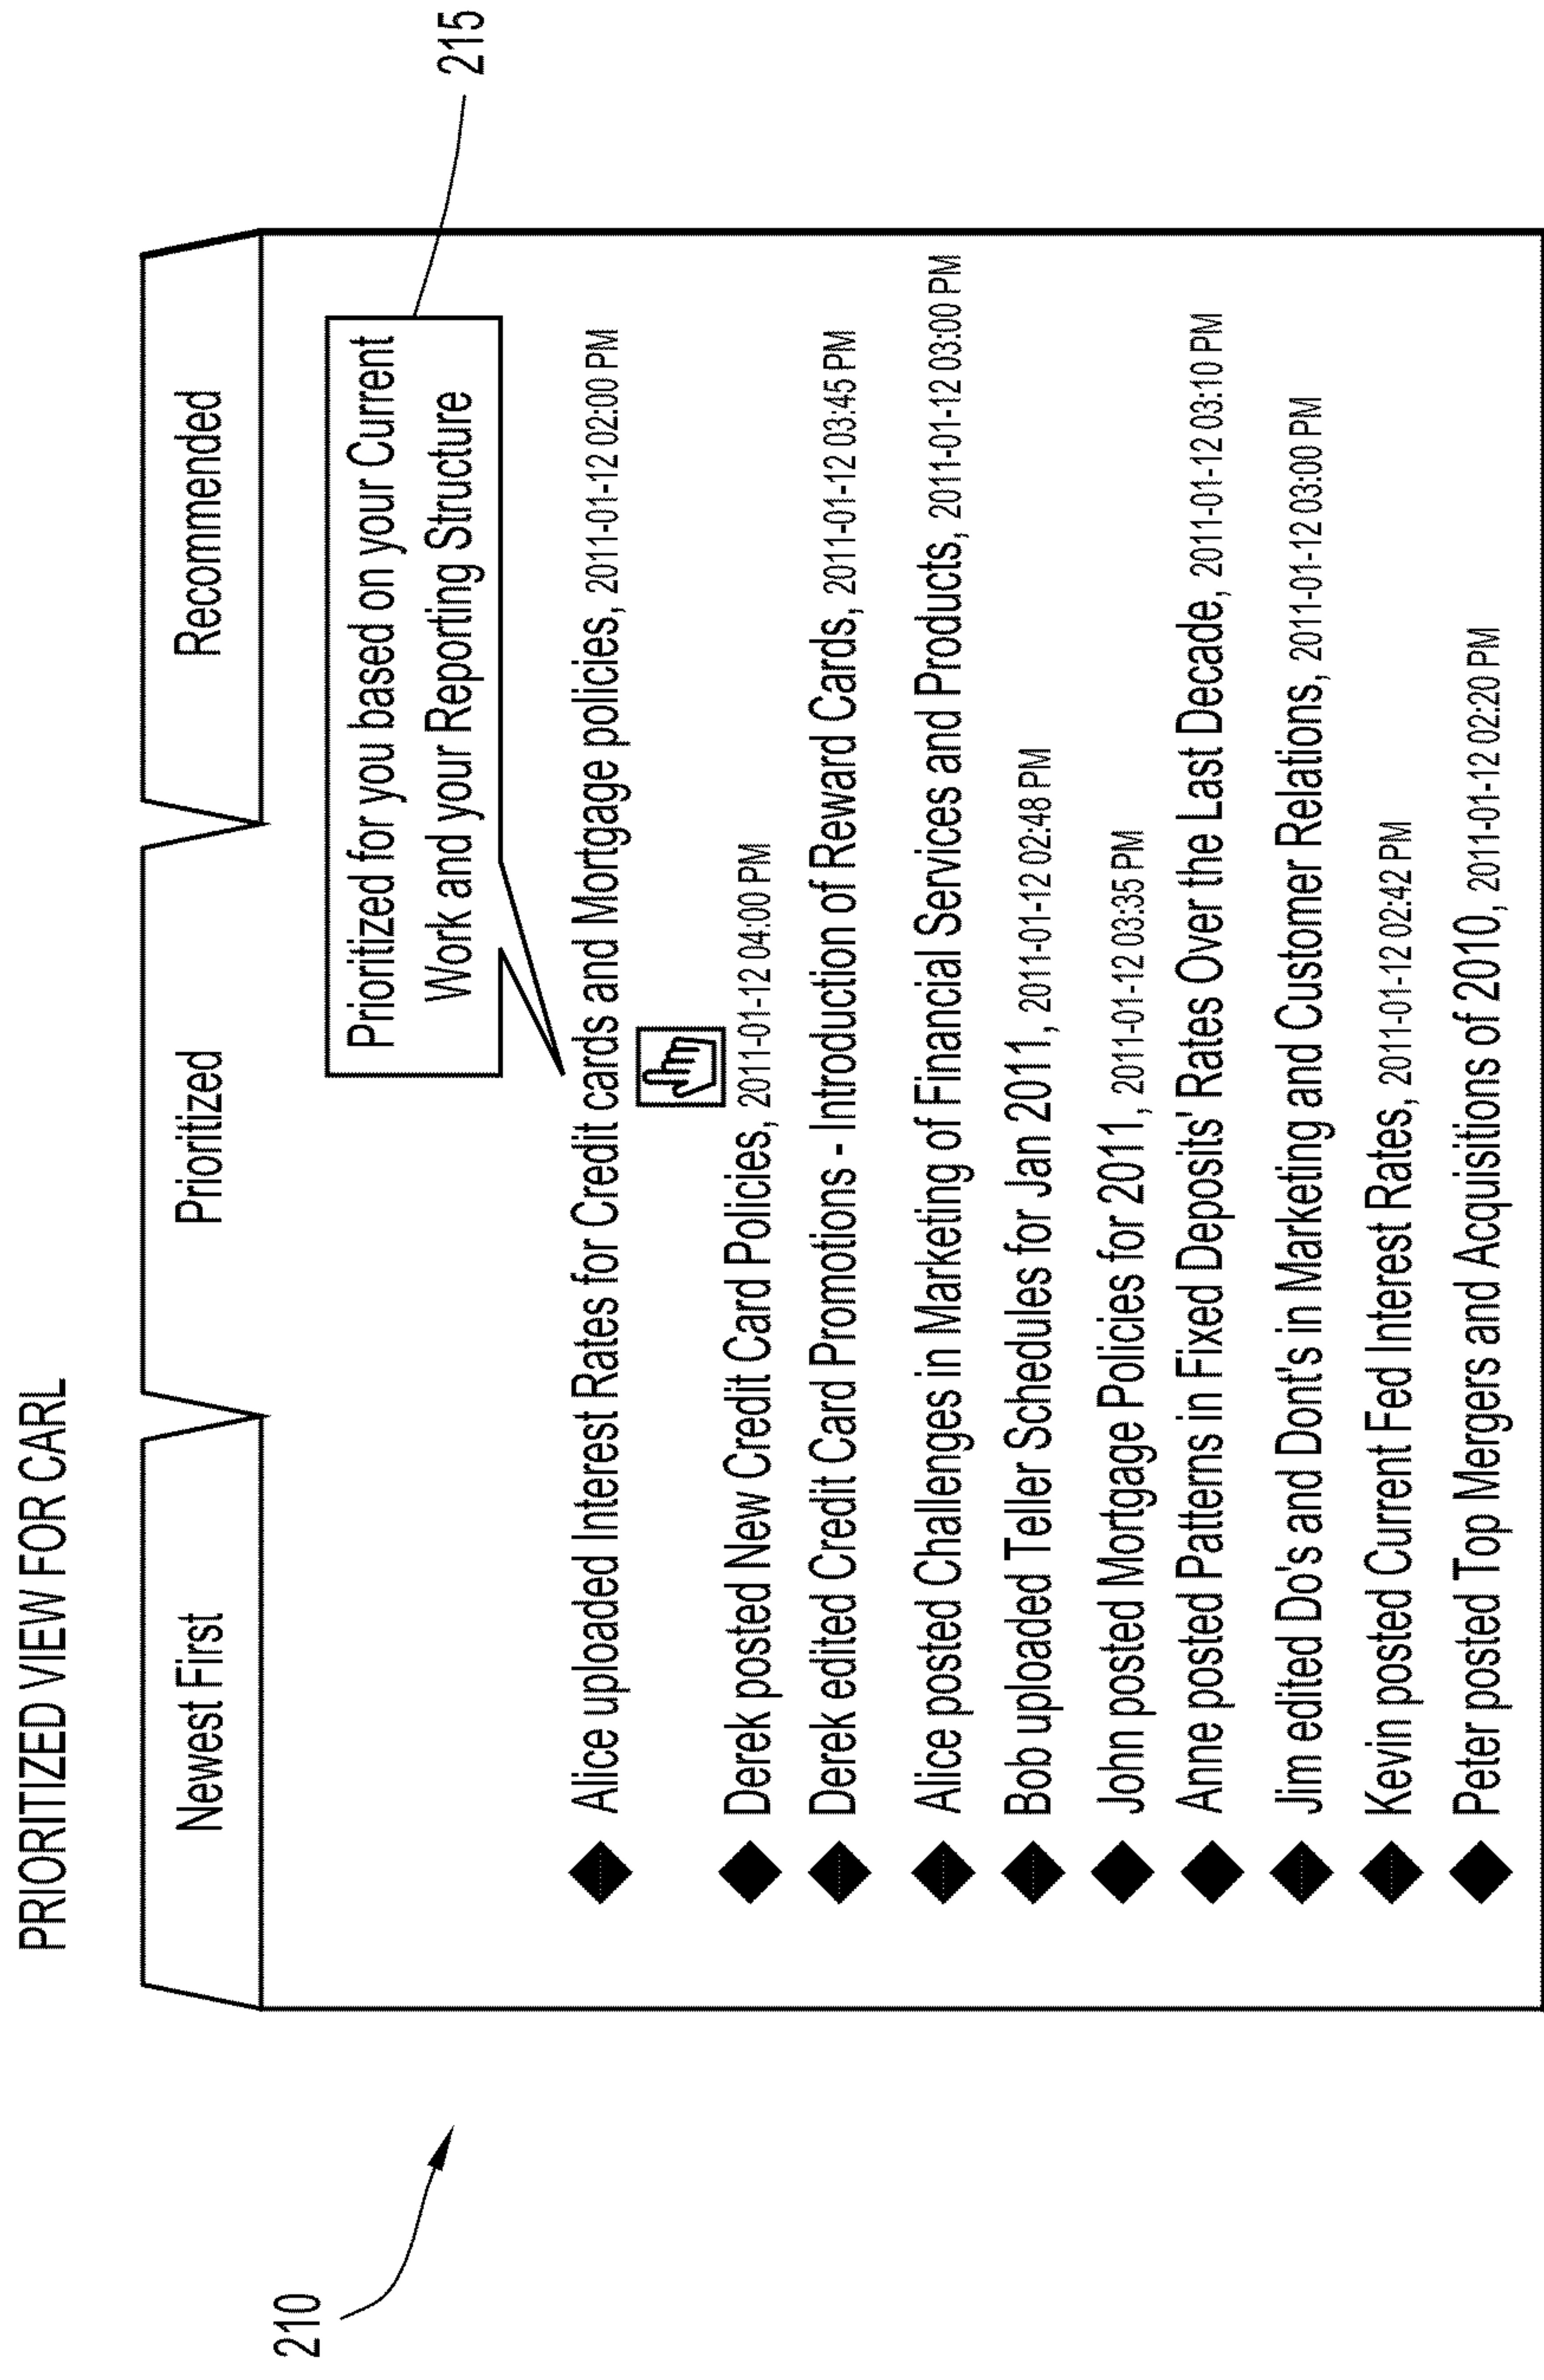 PRIORITIZED VIEW FOR CARL
210
Newest First
Prioritized
Recommended
Prioritized for you based on your Current
Work and your Reporting Structure
215
Alice uploaded Interest Rates for Credit cards and Mortgage policies, 2011-01-12 02:00 PM
Derek posted New Credit Card Policies, 2011-01-12 04:00 PM
Derek edited Credit Card Promotions - Introduction of Reward Cards, 2011-01-12 03:45 PM
Alice posted Challenges in Marketing of Financial Services and Products, 2011-01-12 03:00 PM
Bob uploaded Teller Schedules for Jan 2011, 2011-01-12 02:48 PM
John posted Mortgage Policies for 2011, 2011-01-12 03:35 PM
Anne posted Patterns in Fixed Deposits' Rates Over the Last Decade, 2011-01-12 03:10 PM
Jim edited Do's and Dont's in Marketing and Customer Relations, 2011-01-12 03:00 PM
Kevin posted Current Fed Interest Rates, 2011-01-12 02:42 PM
Peter posted Top Mergers and Acquisitions of 2010, 2011-01-12 02:20 PM